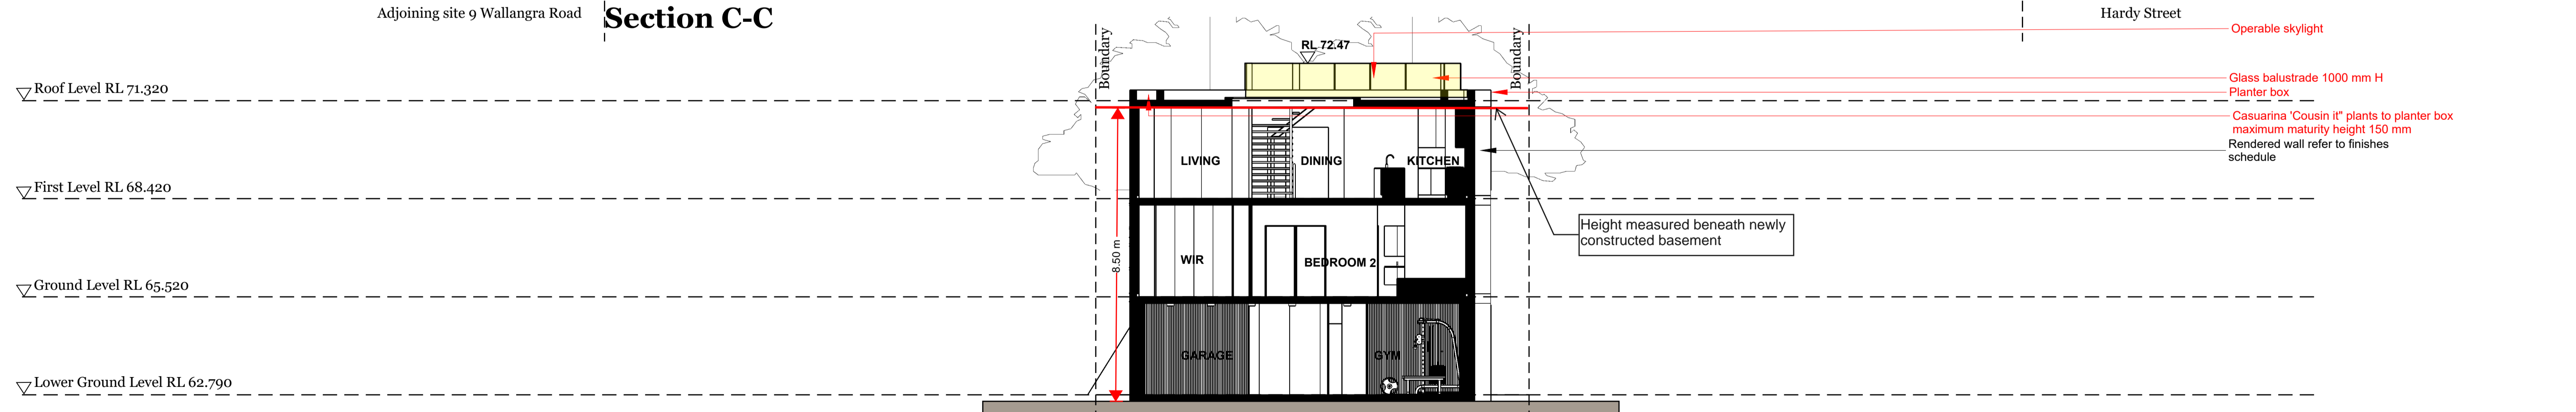 Adjoining site 9 Wallangra Road
Section C-C
Hardy Street
Boundary
Boundary
RL 72.47
Operable skylight
Glass balustrade 1000 mm H
Planter box
Casuarina 'Cousin it" plants to planter box
maximum maturity height 150 mm
Rendered wall refer to finishes
schedule
Roof Level RL 71.320
LIVING
DINING
KITCHEN
First Level RL 68.420
Height measured beneath newly
constructed basement
8.50 m
WIR
BEDROOM 2
Ground Level RL 65.520
GARAGE
GYM
Lower Ground Level RL 62.790